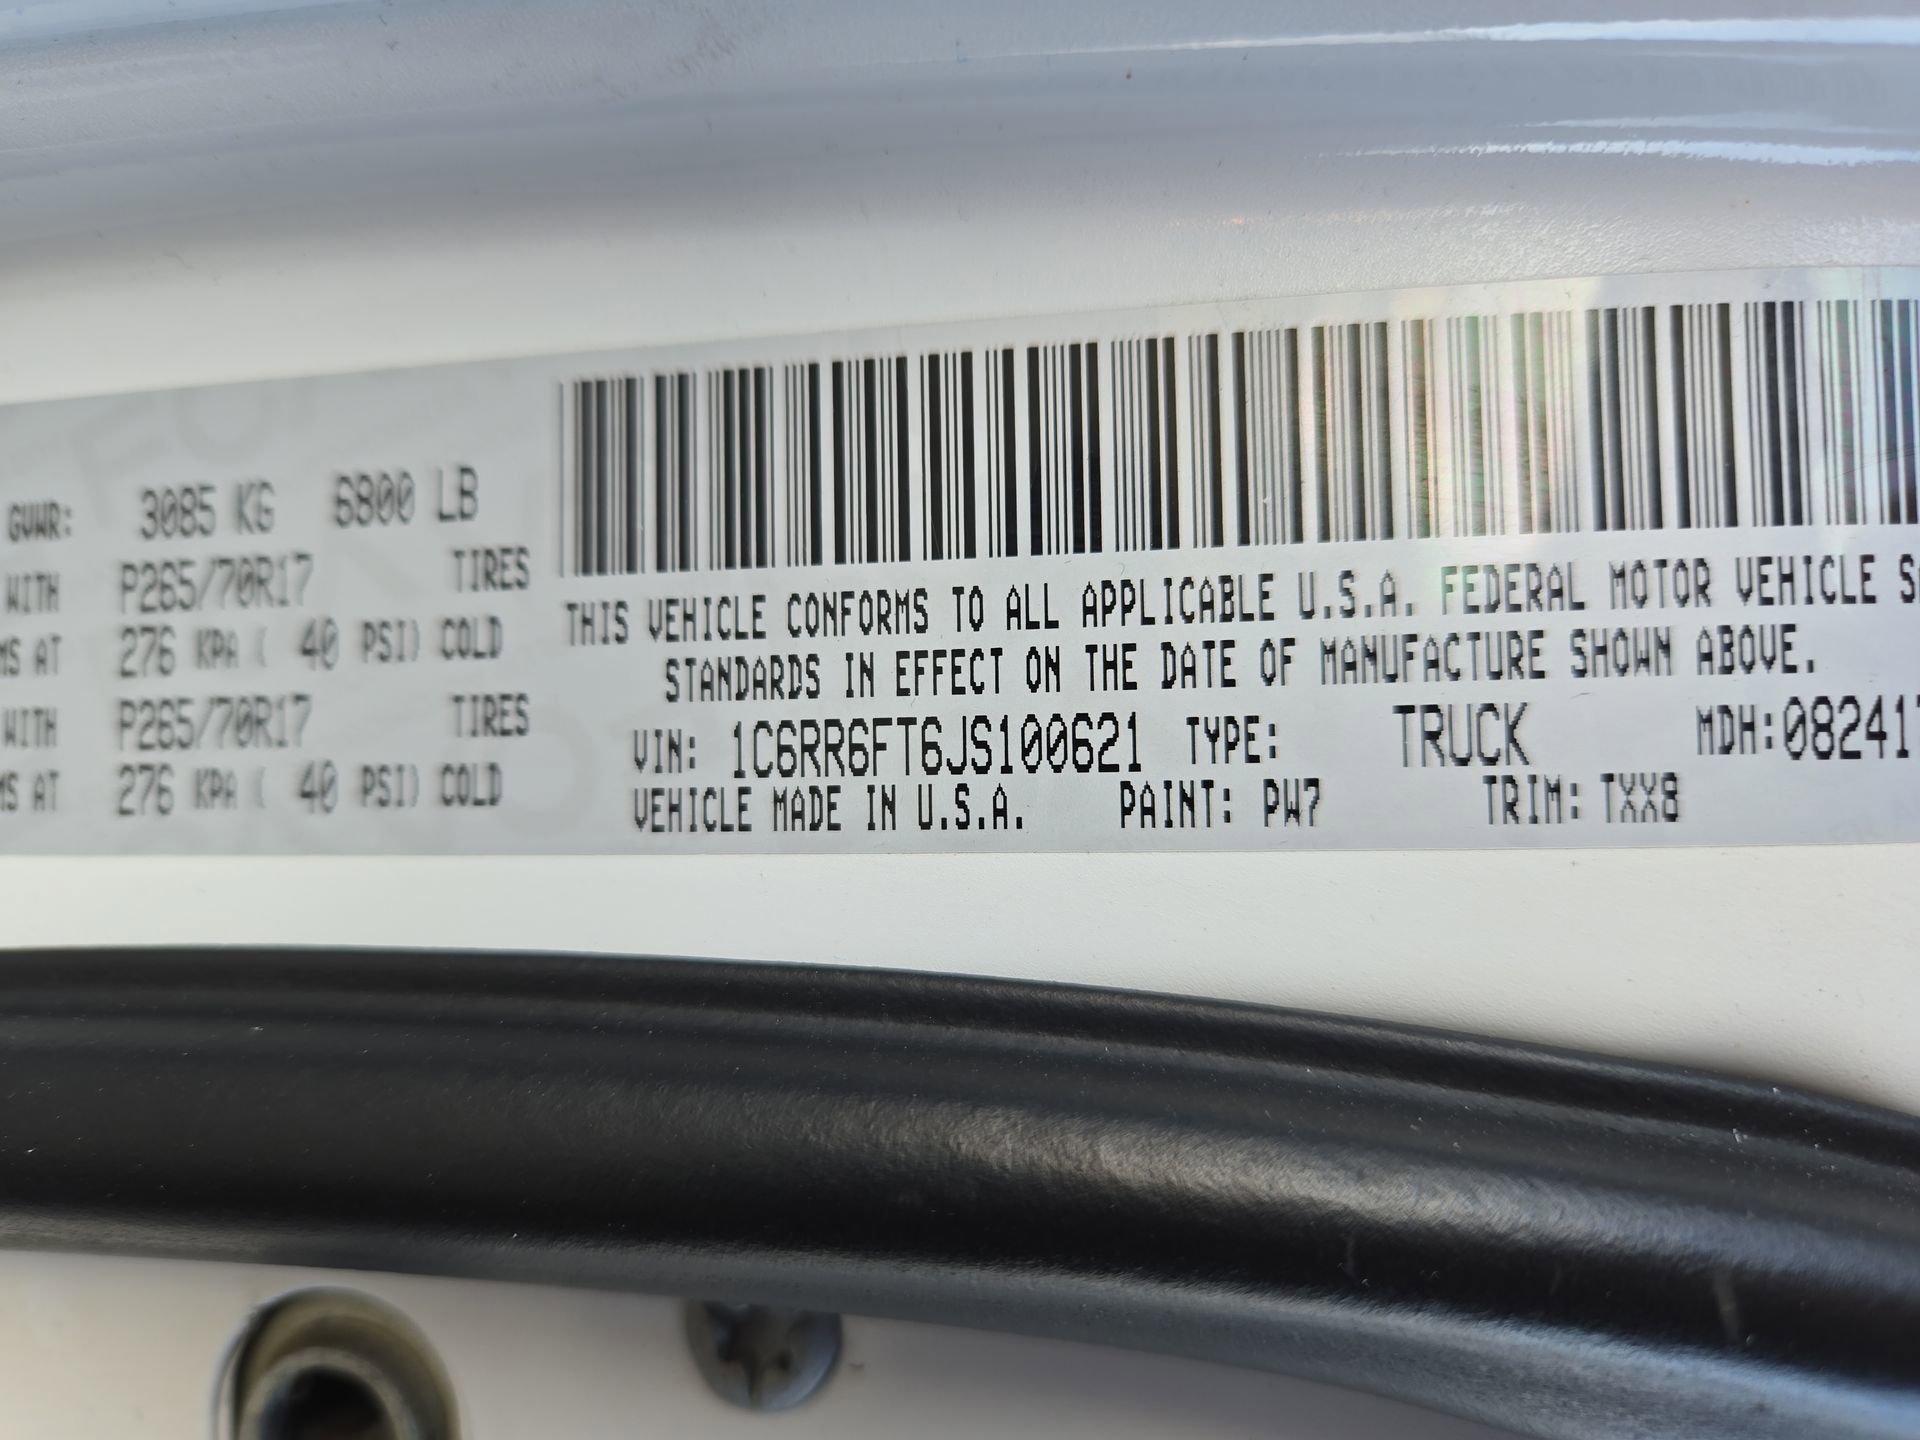 GVWR: 3085 KG 6800 LB
WITH P265/70R17 TIRES
MS AT 276 KPA ( 40 PSI) COLD
WITH P265/70R17 TIRES
MS AT 276 KPA ( 40 PSI) COLD
THIS VEHICLE CONFORMS TO ALL APPLICABLE U.S.A. FEDERAL MOTOR VEHICLE SA
STANDARDS IN EFFECT ON THE DATE OF MANUFACTURE SHOWN ABOVE.
VIN: 1C6RR6FT6JS100621 TYPE: TRUCK MDH:082417
VEHICLE MADE IN U.S.A. PAINT: PW7 TRIM: TXX8